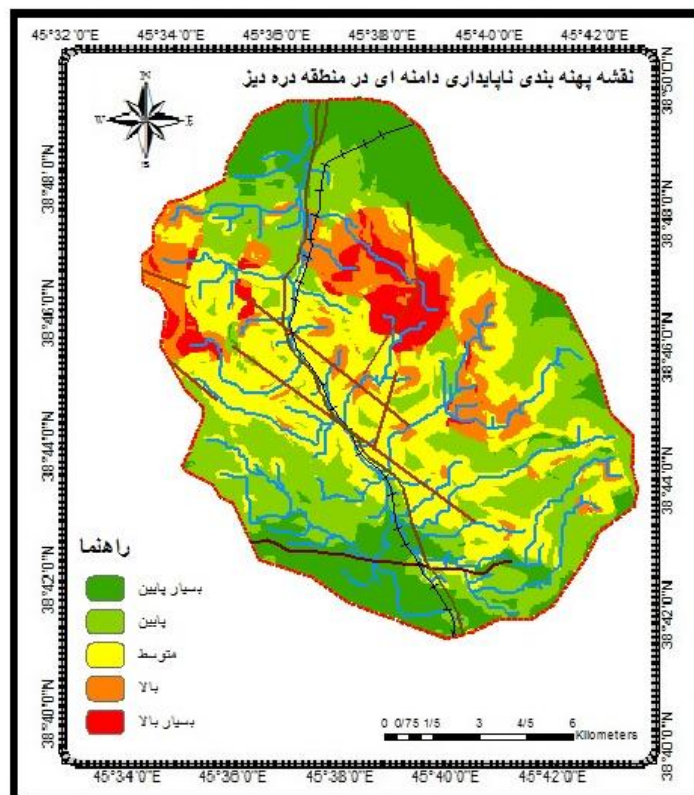 45°32'0"E 45°34'0"E 45°36'0"E 45°38'0"E 45°40'0"E 45°42'0"E
نقشه پهنه بندی ناپایداری دامنه ای در منطقه دره دیز
N
W E
S
38°48'0"N
38°46'0"N
38°44'0"N
38°42'0"N
38°40'0"N
38°50'0"N
38°48'0"N
38°46'0"N
38°44'0"N
38°42'0"N
38°40'0"N
راهنما
بسیار پایین
پایین
متوسط
بالا
بسیار بالا
0 0/75 1/5 3 4/5 6
Kilometers
45°34'0"E 45°36'0"E 45°38'0"E 45°40'0"E 45°42'0"E